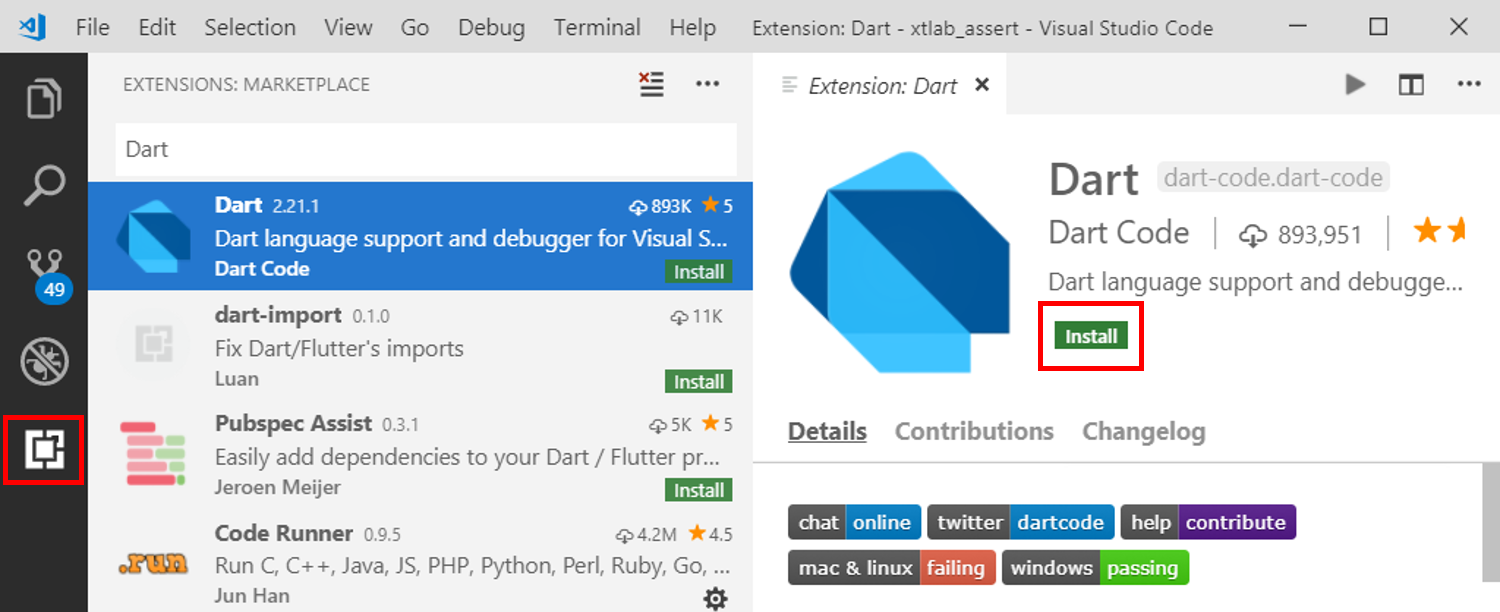 File Edit Selection View Go Debug Terminal Help Extension: Dart - xtlab_assert - Visual Studio Code
EXTENSIONS: MARKETPLACE
Dart
Dart 2.21.1 893K 5
Dart language support and debugger for Visual S...
Dart Code Install
dart-import 0.1.0 11K
Fix Dart/Flutter's imports
Luan Install
Pubspec Assist 0.3.1 5K 5
Easily add dependencies to your Dart / Flutter pr...
Jeroen Meijer Install
Code Runner 0.9.5 4.2M 4.5
.run Run C, C++, Java, JS, PHP, Python, Perl, Ruby, Go, ...
Jun Han
49
Extension: Dart
Dart dart-code.dart-code
Dart Code 893,951
Dart language support and debugge...
Install
Details Contributions Changelog
chat online twitter dartcode help contribute
mac & linux failing windows passing